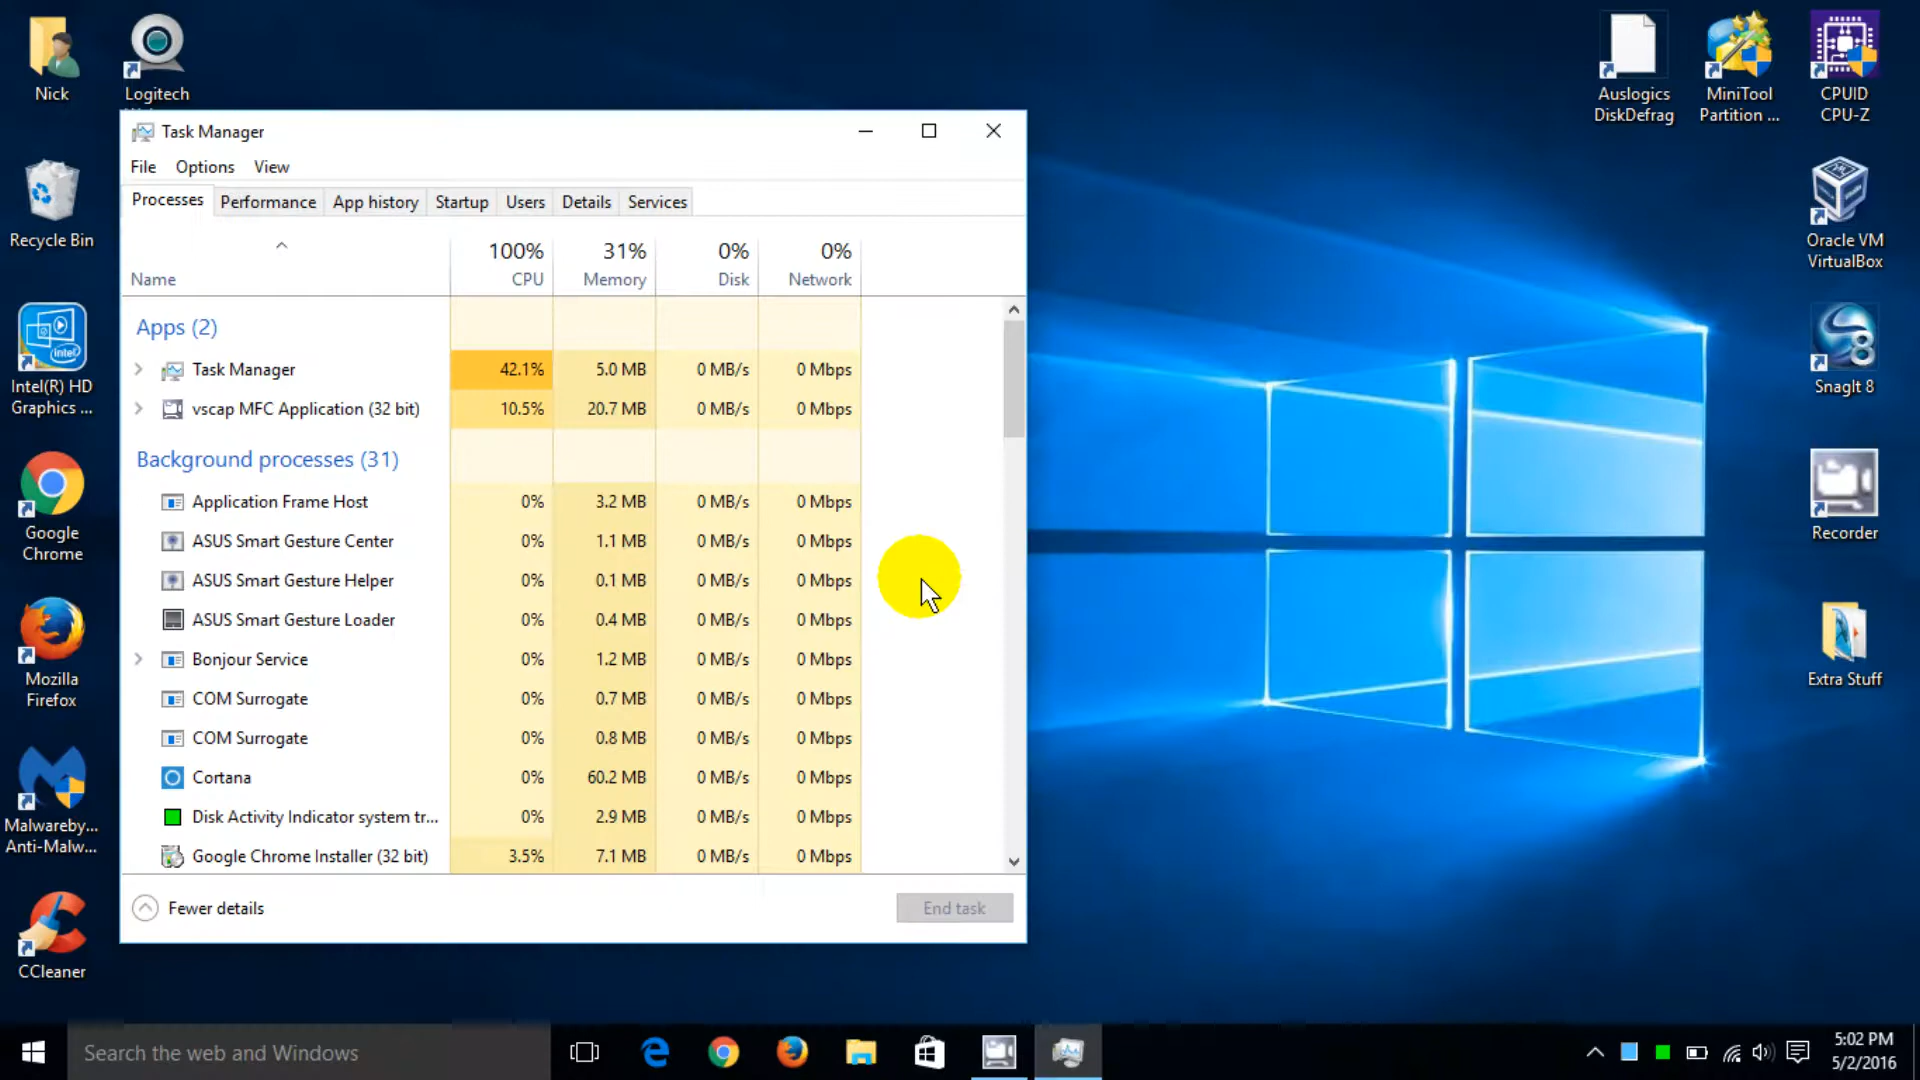 Nick
Logitech
Auslogics
DiskDefrag
MiniTool
Partition ...
CPUID
CPU-Z
Task Manager
File Options View
Processes Performance App history Startup Users Details Services
100% 31% 0% 0%
Name CPU Memory Disk Network
Apps (2)
Task Manager 42.1% 5.0 MB 0 MB/s 0 Mbps
vscap MFC Application (32 bit) 10.5% 20.7 MB 0 MB/s 0 Mbps
Background processes (31)
Application Frame Host 0% 3.2 MB 0 MB/s 0 Mbps
ASUS Smart Gesture Center 0% 1.1 MB 0 MB/s 0 Mbps
ASUS Smart Gesture Helper 0% 0.1 MB 0 MB/s 0 Mbps
ASUS Smart Gesture Loader 0% 0.4 MB 0 MB/s 0 Mbps
Bonjour Service 0% 1.2 MB 0 MB/s 0 Mbps
COM Surrogate 0% 0.7 MB 0 MB/s 0 Mbps
COM Surrogate 0% 0.8 MB 0 MB/s 0 Mbps
Cortana 0% 60.2 MB 0 MB/s 0 Mbps
Disk Activity Indicator system tr... 0% 2.9 MB 0 MB/s 0 Mbps
Google Chrome Installer (32 bit) 3.5% 7.1 MB 0 MB/s 0 Mbps
Fewer details End task
Recycle Bin
intel
Intel(R) HD
Graphics ...
Google
Chrome
Mozilla
Firefox
Malwareby...
Anti-Malw...
CCleaner
Oracle VM
VirtualBox
SnagIt 8
Recorder
Extra Stuff
Search the web and Windows
5:02 PM
5/2/2016